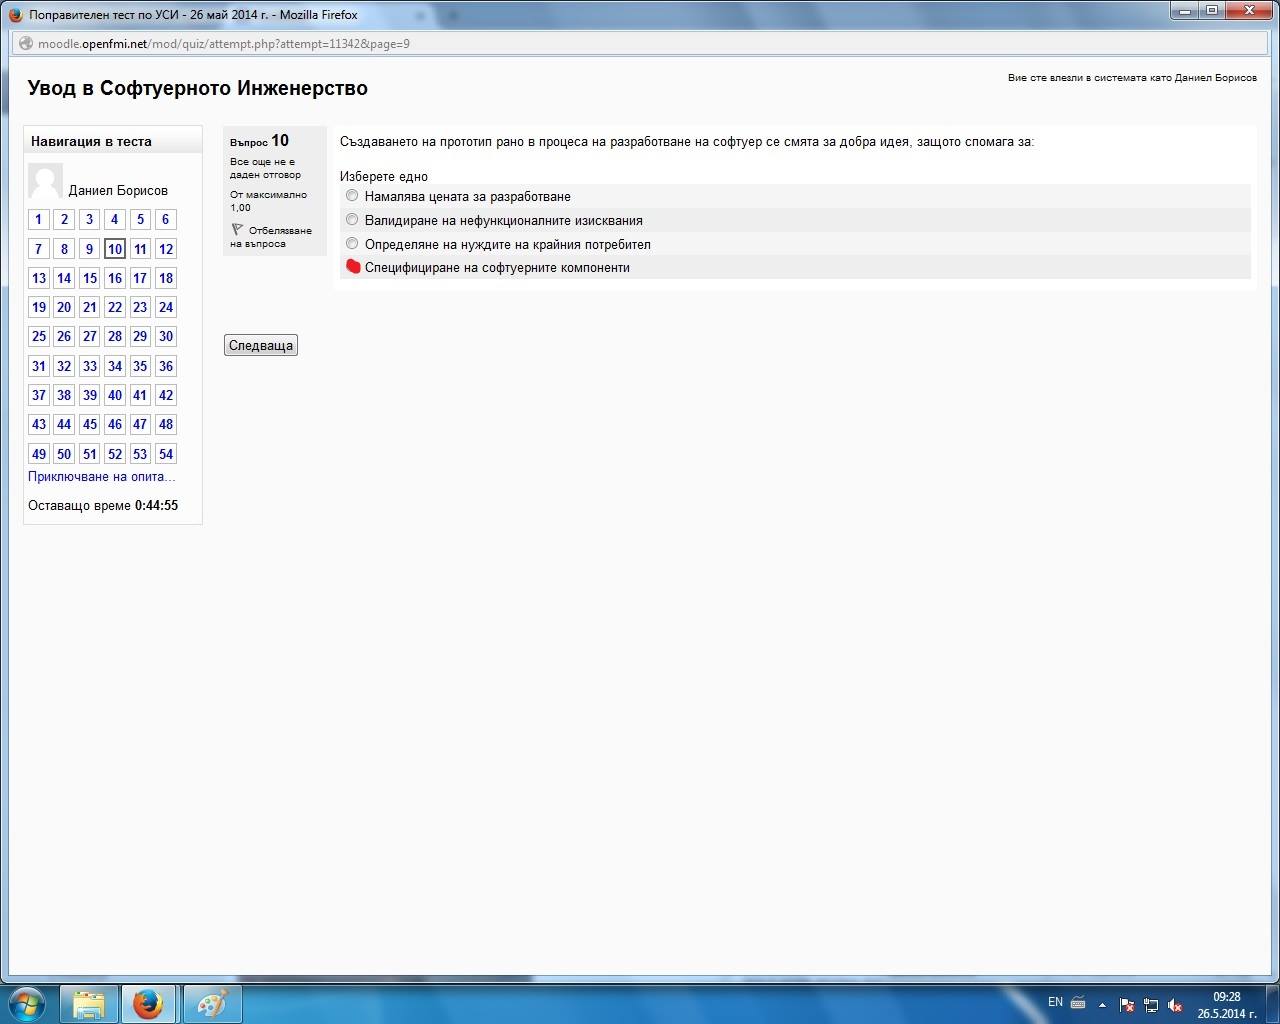 Поправителен тест по УСИ - 26 май 2014 г. - Mozilla Firefox
moodle.openfmi.net/mod/quiz/attempt.php?attempt=11342&page=9
Увод в Софтуерното Инженерство
Вие сте влезли в системата като Даниел Борисов
Навигация в теста
Даниел Борисов
1 2 3 4 5 6
7 8 9 10 11 12
13 14 15 16 17 18
19 20 21 22 23 24
25 26 27 28 29 30
31 32 33 34 35 36
37 38 39 40 41 42
43 44 45 46 47 48
49 50 51 52 53 54
Приключване на опита...
Оставащо време 0:44:55
Въпрос 10
Все още не е
даден отговор
От максимално
1,00
Отбелязване
на въпроса
Създаването на прототип рано в процеса на разработване на софтуер се смята за добра идея, защото спомага за:
Изберете едно
Намалява цената за разработване
Валидиране на нефункционалните изисквания
Определяне на нуждите на крайния потребител
Специфициране на софтуерните компоненти
Следваща
EN
09:28
26.5.2014 г.